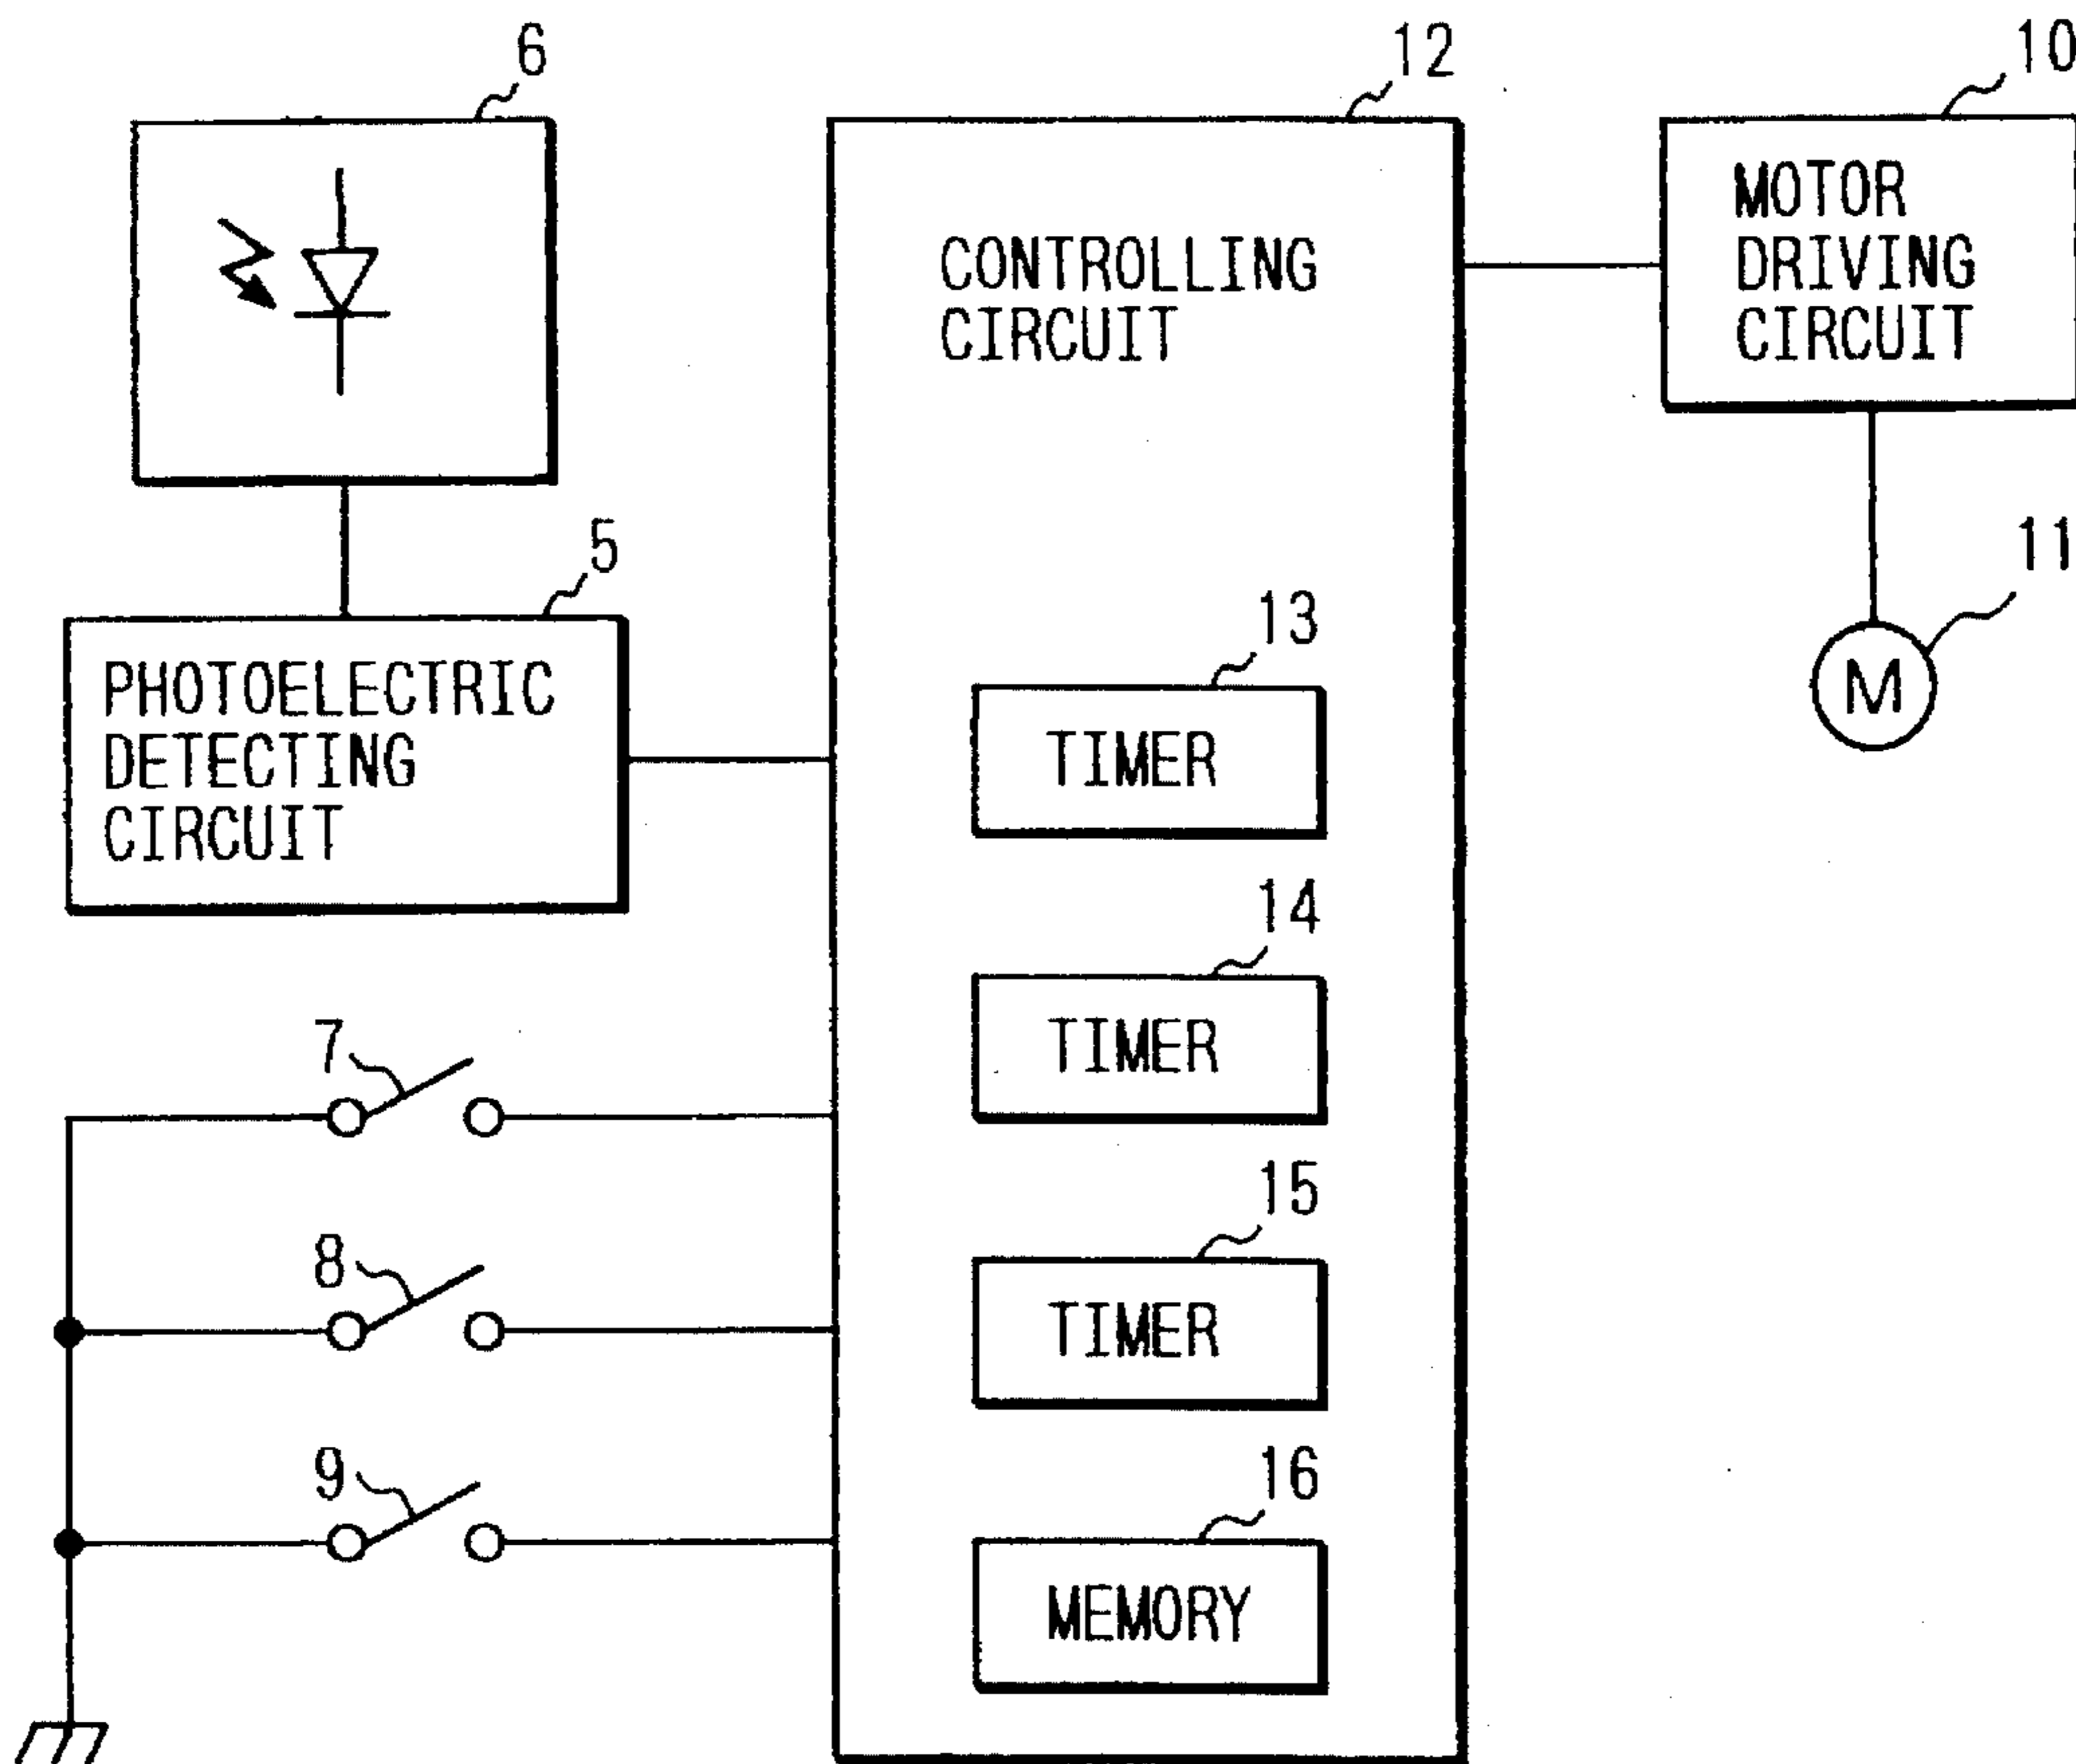 6
12
10
MOTOR
DRIVING
CIRCUIT
CONTROLLING
CIRCUIT
5
11
PHOTOELECTRIC
DETECTING
CIRCUIT
13
TIMER
M
14
TIMER
7
15
TIMER
8
9
16
MEMORY